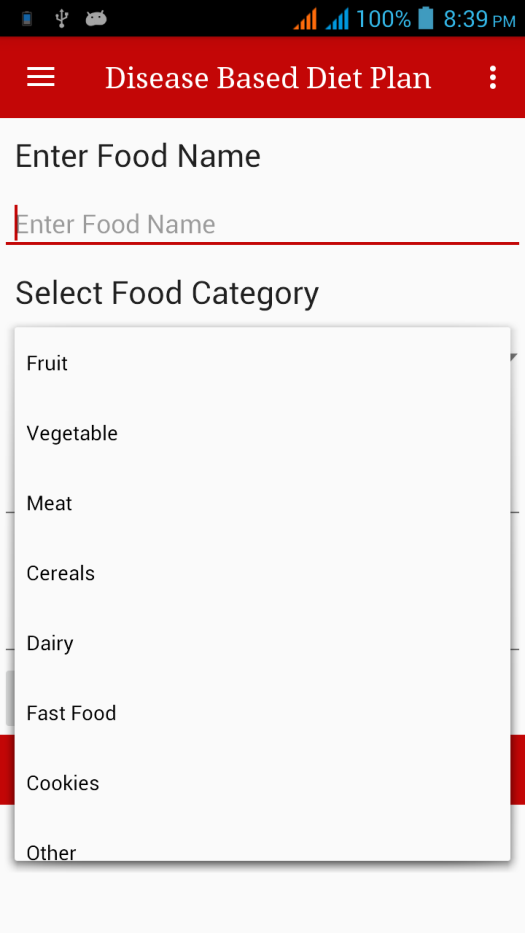 100% 8:39 PM
Disease Based Diet Plan
Enter Food Name
Enter Food Name
Select Food Category
Fruit
Vegetable
Meat
Cereals
Dairy
Fast Food
Cookies
Other